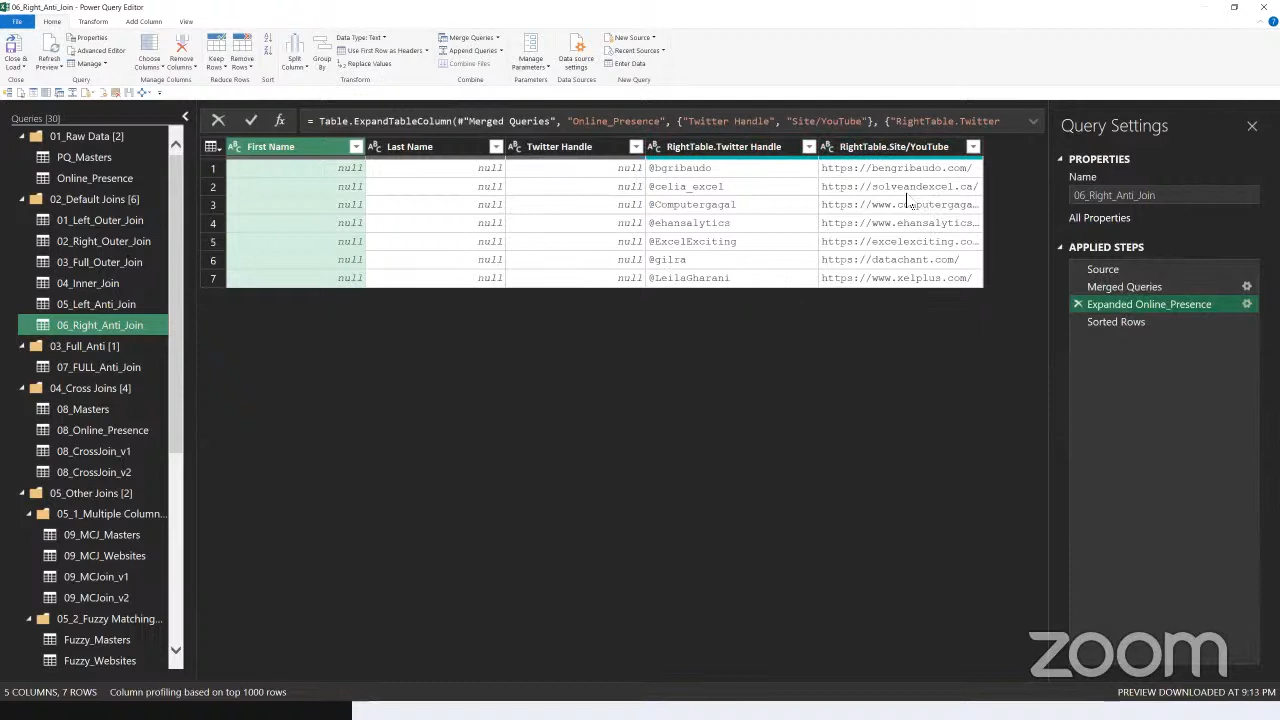 06_Right_Anti_Join - Power Query Editor
File Home Transform Add Column View
Close & Load
Refresh Preview
Properties
Advanced Editor
Manage
Choose Columns
Remove Columns
Keep Rows
Remove Rows
Split Column
Group By
Data Type: Text
Use First Row as Headers
Replace Values
Merge Queries
Append Queries
Combine Files
Manage Parameters
Data source settings
New Source
Recent Sources
Enter Data
Close Query Manage Columns Reduce Rows Sort Transform Combine Parameters Data Sources New Query
Queries [30]
01_Raw Data [2]
PQ_Masters
Online_Presence
02_Default Joins [6]
01_Left_Outer_Join
02_Right_Outer_Join
03_Full_Outer_Join
04_Inner_Join
05_Left_Anti_Join
06_Right_Anti_Join
03_Full_Anti [1]
07_FULL_Anti_Join
04_Cross Joins [4]
08_Masters
08_Online_Presence
08_CrossJoin_v1
08_CrossJoin_v2
05_Other Joins [2]
05_1_Multiple Column...
09_MCJ_Masters
09_MCJ_Websites
09_MCJoin_v1
09_MCJoin_v2
05_2_Fuzzy Matching...
Fuzzy_Masters
Fuzzy_Websites
fx = Table.ExpandTableColumn(#"Merged Queries", "Online_Presence", {"Twitter Handle", "Site/YouTube"}, {"RightTable.Twitter
First Name Last Name Twitter Handle RightTable.Twitter Handle RightTable.Site/YouTube
1 null null null @bgribaudo https://bengribaudo.com/
2 null null null @celia_excel https://solveandexcel.ca/
3 null null null @Computergagal https://www.computergaga...
4 null null null @ehansalytics https://www.ehansalytics...
5 null null null @ExcelExciting https://excelexciting.co...
6 null null null @gilra https://datachant.com/
7 null null null @LeilaGharani https://www.xelplus.com/
Query Settings
PROPERTIES
Name
06_Right_Anti_Join
All Properties
APPLIED STEPS
Source
Merged Queries
Expanded Online_Presence
Sorted Rows
zoom
5 COLUMNS, 7 ROWS Column profiling based on top 1000 rows
PREVIEW DOWNLOADED AT 9:13 PM